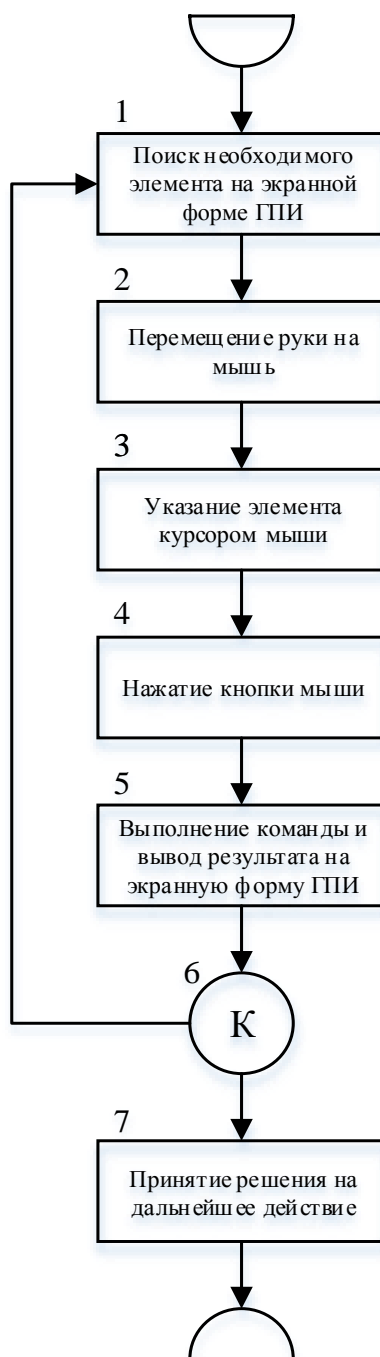 1
Поиск необходимого
элемента на экранной
форме ГПИ
2
Перемещение руки на
мышь
3
Указание элемента
курсором мыши
4
Нажатие кнопки мыши
5
Выполнение команды и
вывод результата на
экранную форму ГПИ
6
К
7
Принятие решения на
дальнейшее действие